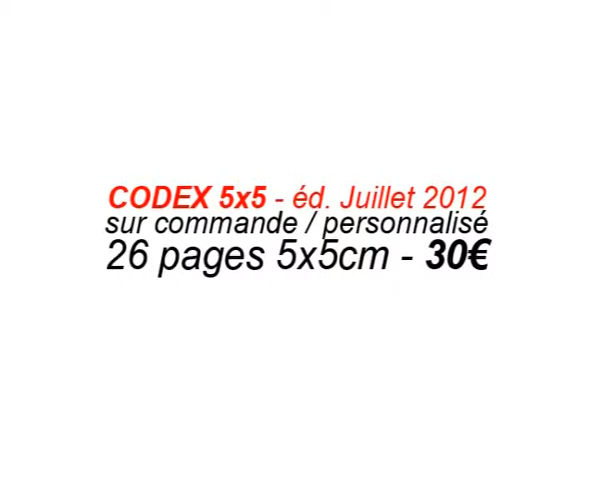 CODEX 5x5 - éd. Juillet 2012
sur commande / personnalisé
26 pages 5x5cm - 30€